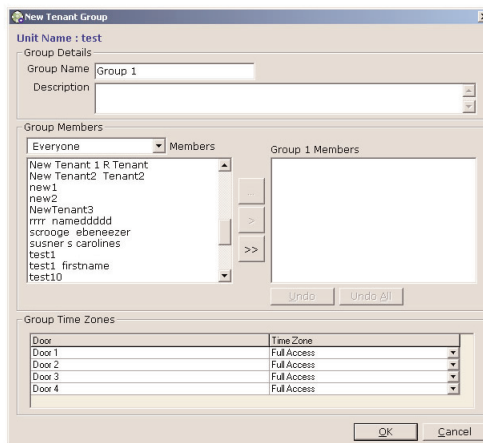 New Tenant Group
Unit Name : test
Group Details
Group Name Group 1
Description
Group Members
Everyone Members
Group 1 Members
New Tenant 1 R Tenant
New Tenant2 Tenant2
new1
new2
NewTenant3
rrrr nameddddd
scrooge ebeneezer
susner s carolines
test1
test1 firstname
test10
...
>
>>
Undo Undo All
Group Time Zones
Door Time Zone
Door 1 Full Access
Door 2 Full Access
Door 3 Full Access
Door 4 Full Access
OK Cancel